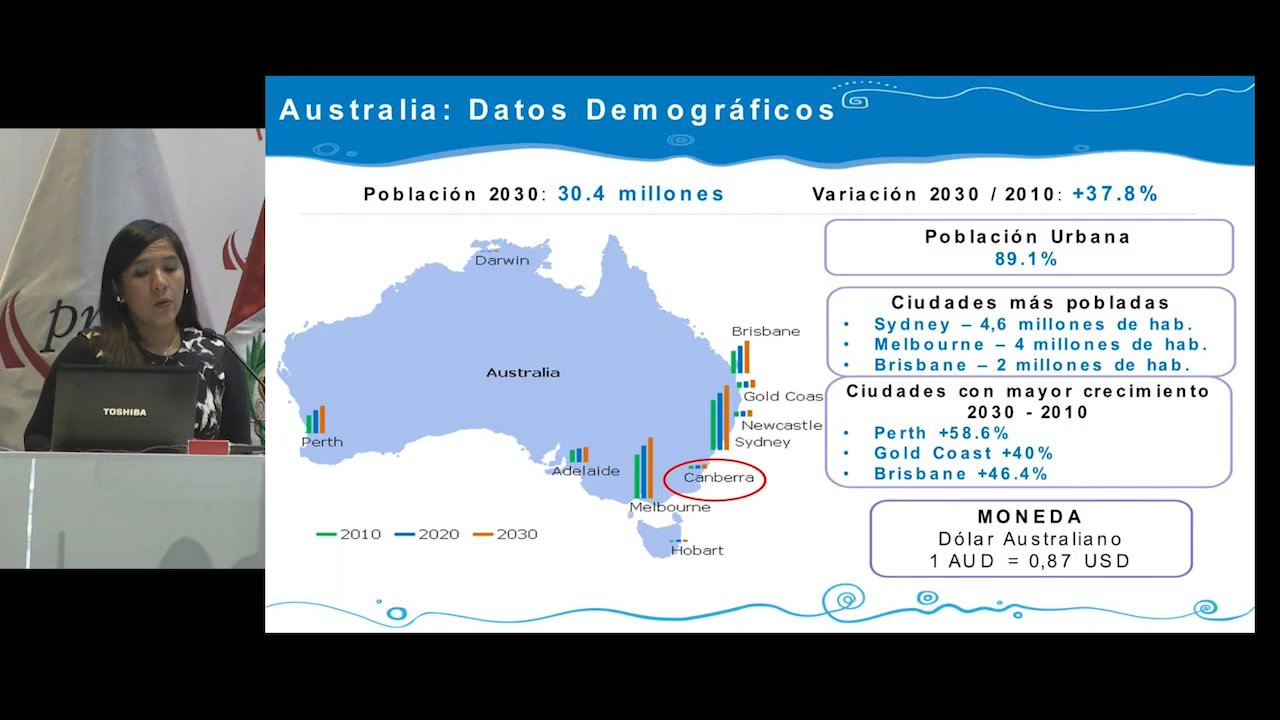 Australia: Datos Demográficos
Población 2030: 30.4 millones
Variación 2030 / 2010: +37.8%
Darwin
Brisbane
Australia
Gold Coas
Newcastle
Sydney
Perth
Adelaide
Canberra
Melbourne
Hobart
2010 2020 2030
Población Urbana
89.1%
Ciudades más pobladas
• Sydney – 4,6 millones de hab.
• Melbourne – 4 millones de hab.
• Brisbane – 2 millones de hab.
Ciudades con mayor crecimiento
2030 - 2010
• Perth +58.6%
• Gold Coast +40%
• Brisbane +46.4%
MONEDA
Dólar Australiano
1 AUD = 0,87 USD
TOSHIBA